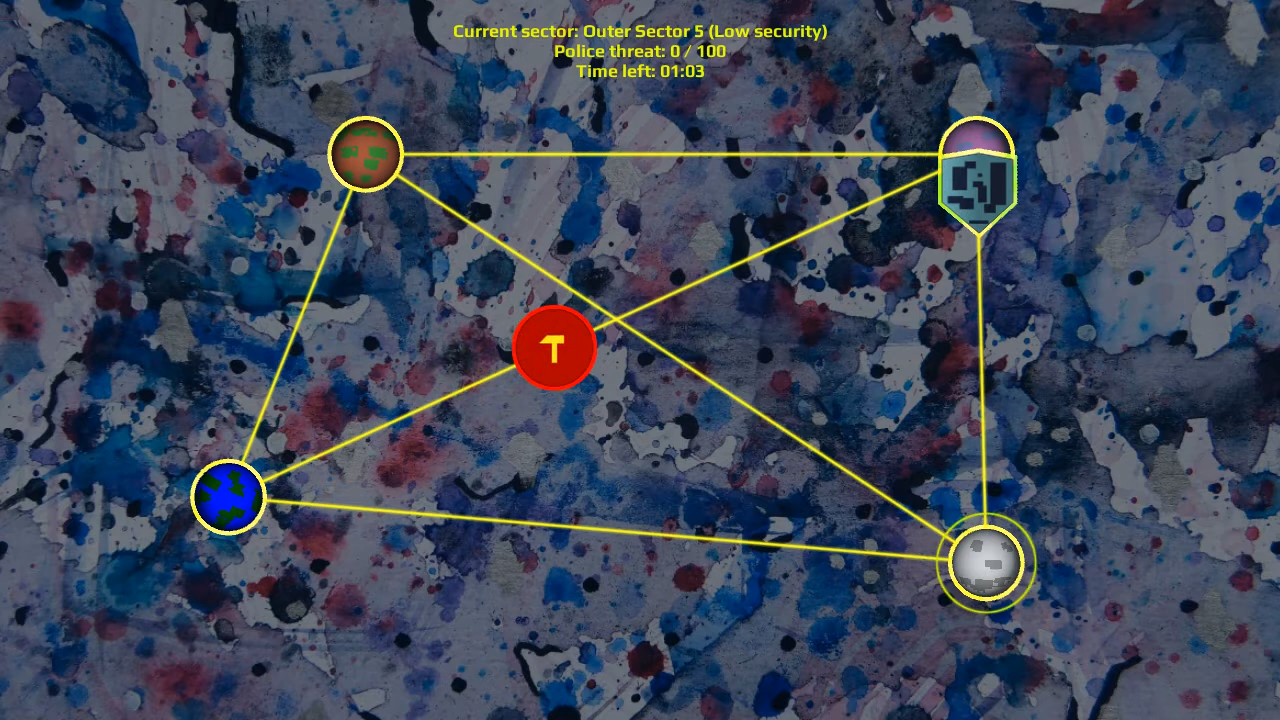 Current sector: Outer Sector 5 (Low security)
Police threat: 0 / 100
Time left: 01:03